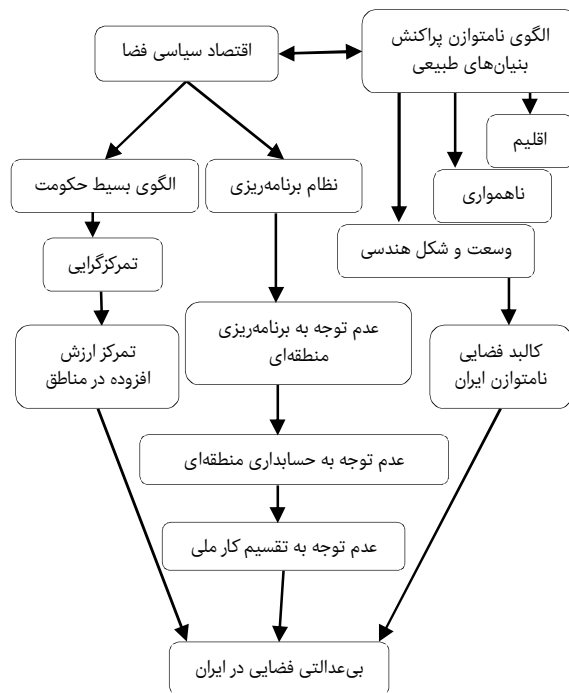 الگوی نامتوازن پراکنش
بنیان‌های طبیعی
اقتصاد سیاسی فضا
اقلیم
ناهمواری
نظام برنامه‌ریزی
الگوی بسیط حکومت
وسعت و شکل هندسی
تمرکزگرایی
عدم توجه به برنامه‌ریزی
منطقه‌ای
کالبد فضایی
نامتوازن ایران
تمرکز ارزش
افزوده در مناطق
عدم توجه به حسابداری منطقه‌ای
عدم توجه به تقسیم کار ملی
بی‌عدالتی فضایی در ایران